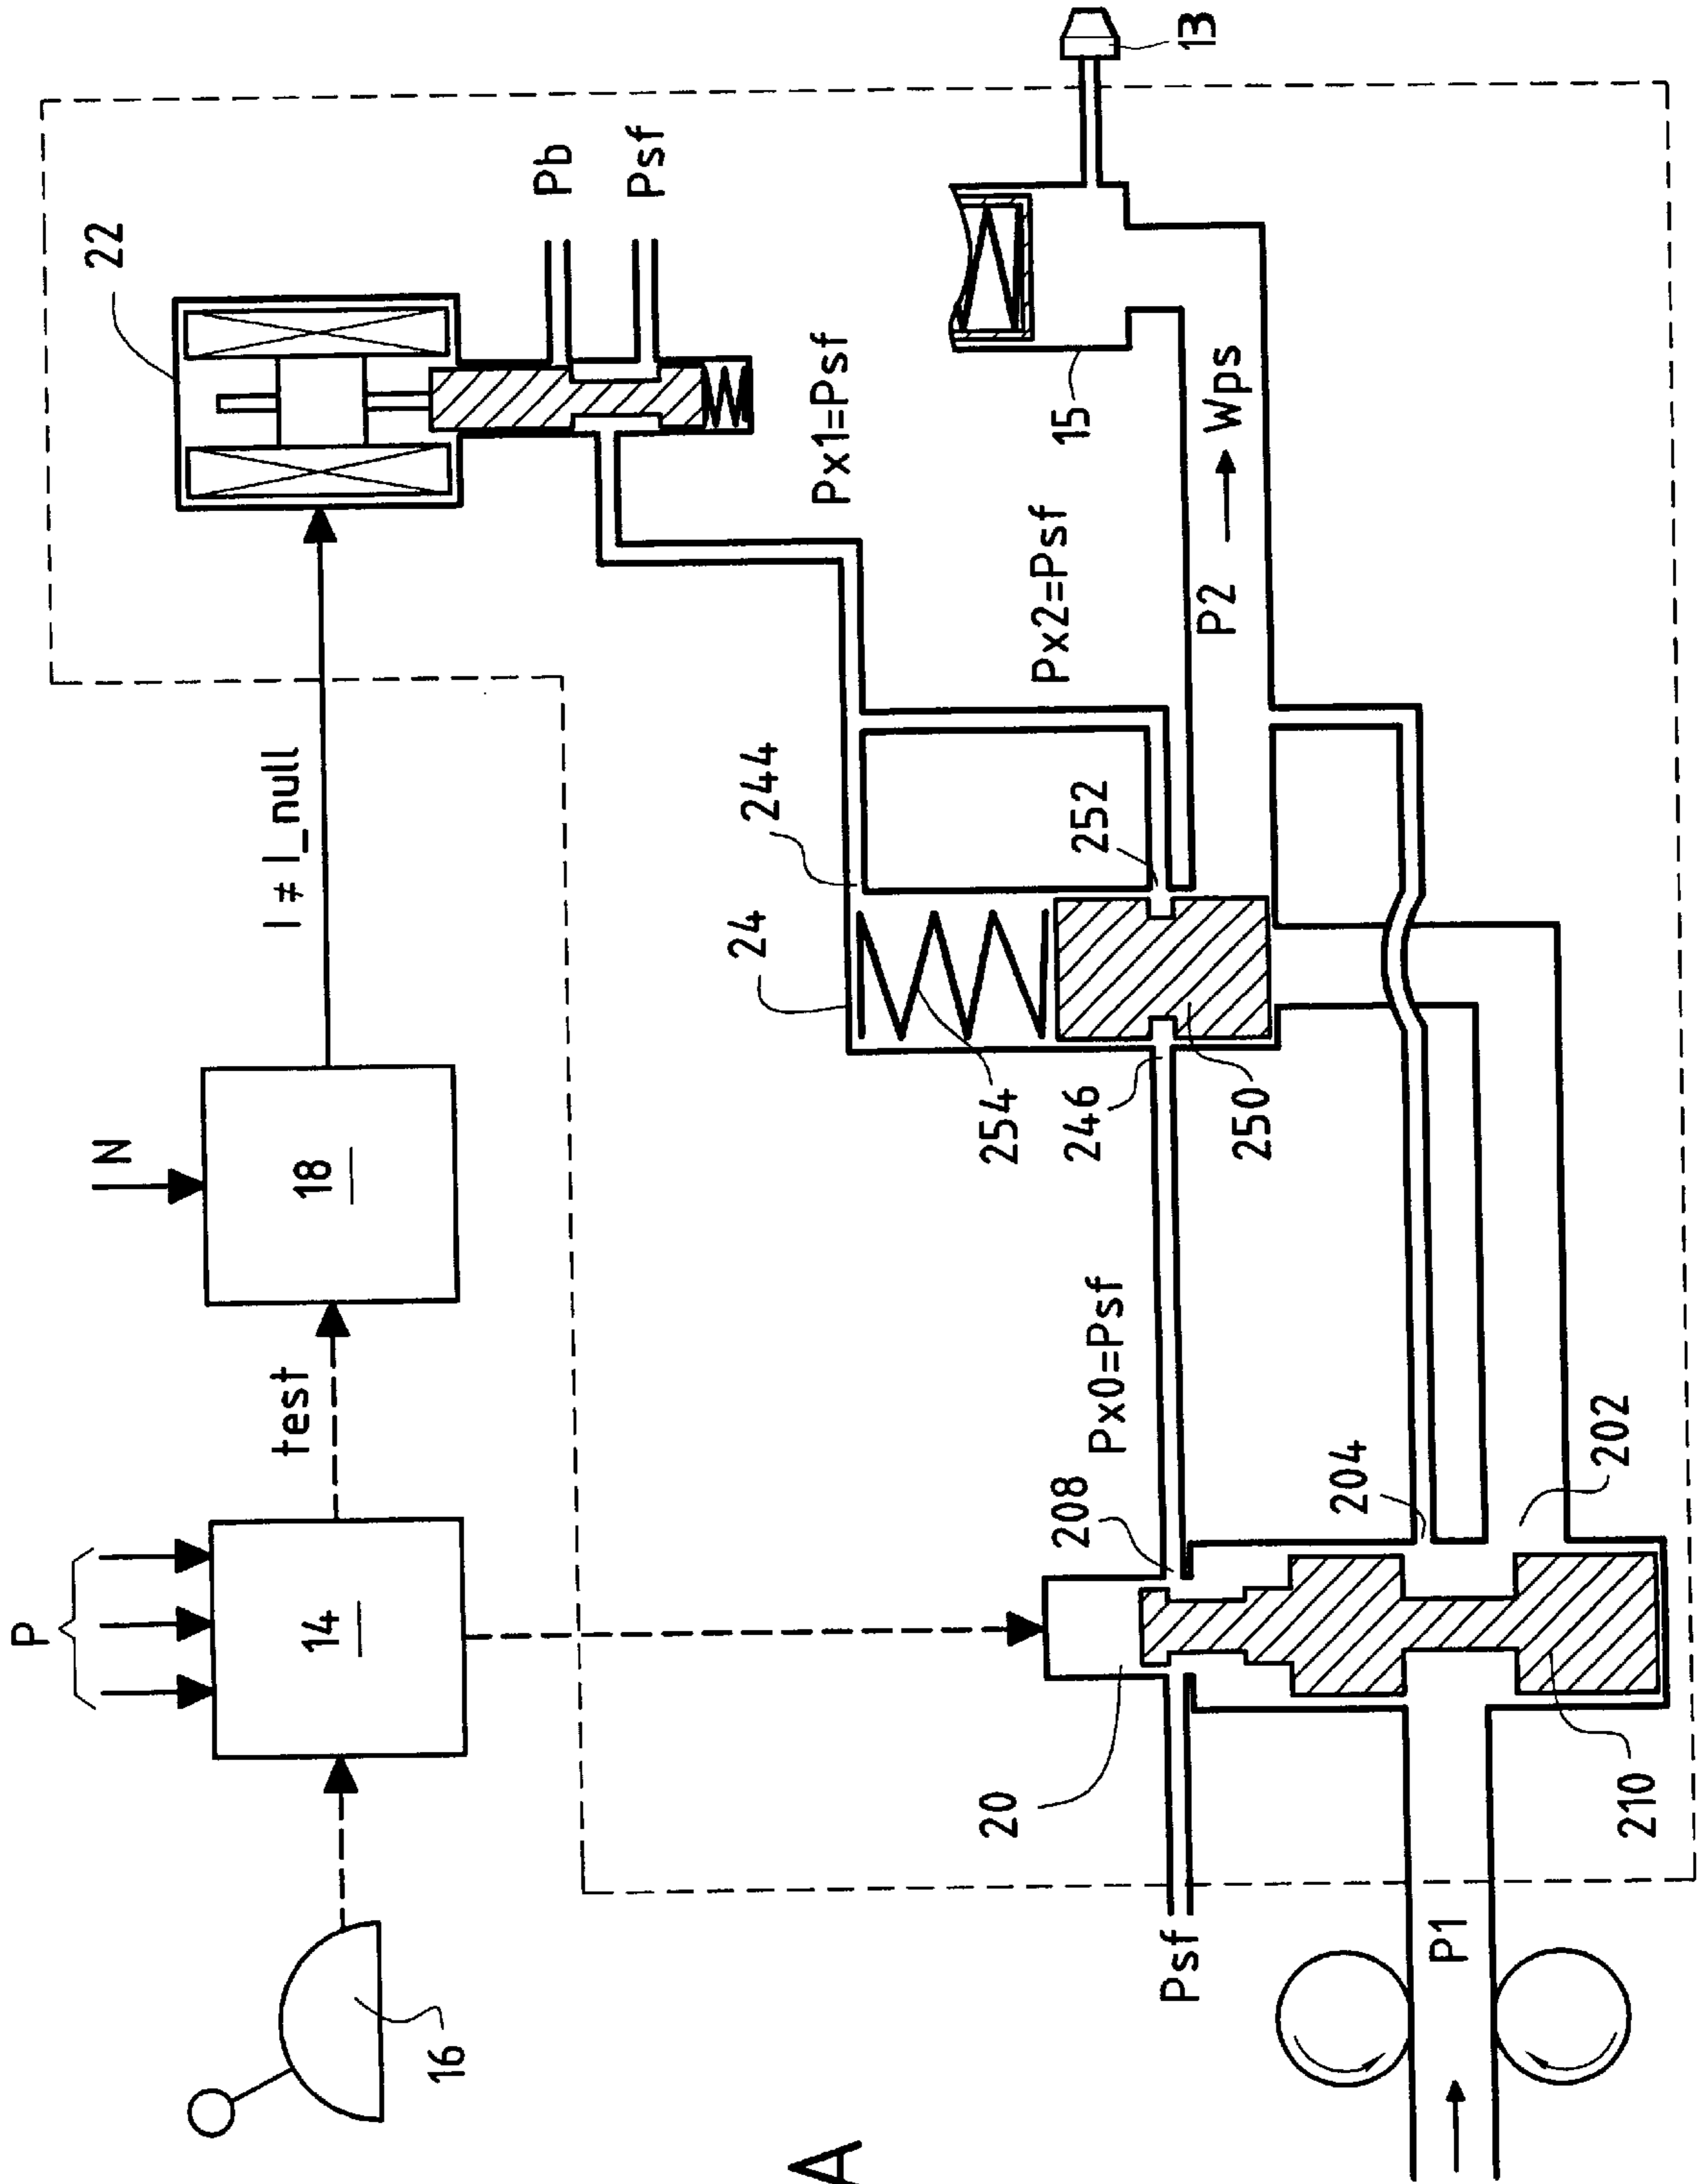 P
14
16
test
N
18
I ≠ I_null
22
Pb
Psf
Px1=Psf
13
15
Px2=Psf
P2 → Wps
244
24
252
254
246
250
Px0=Psf
208
204
202
20
210
Psf
P1
A